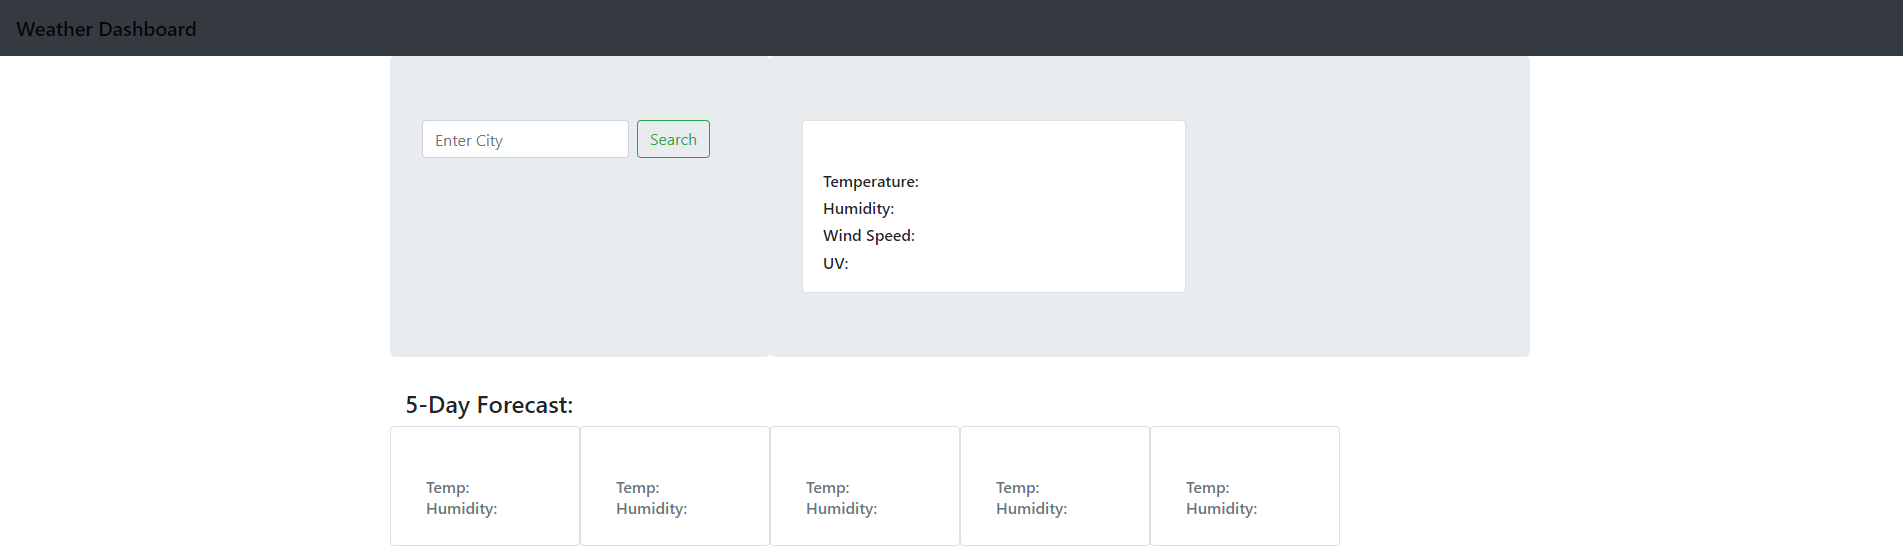 Weather Dashboard
Enter City
Search
Temperature:
Humidity:
Wind Speed:
UV:
5-Day Forecast:
Temp:
Humidity:
Temp:
Humidity:
Temp:
Humidity:
Temp:
Humidity:
Temp:
Humidity: